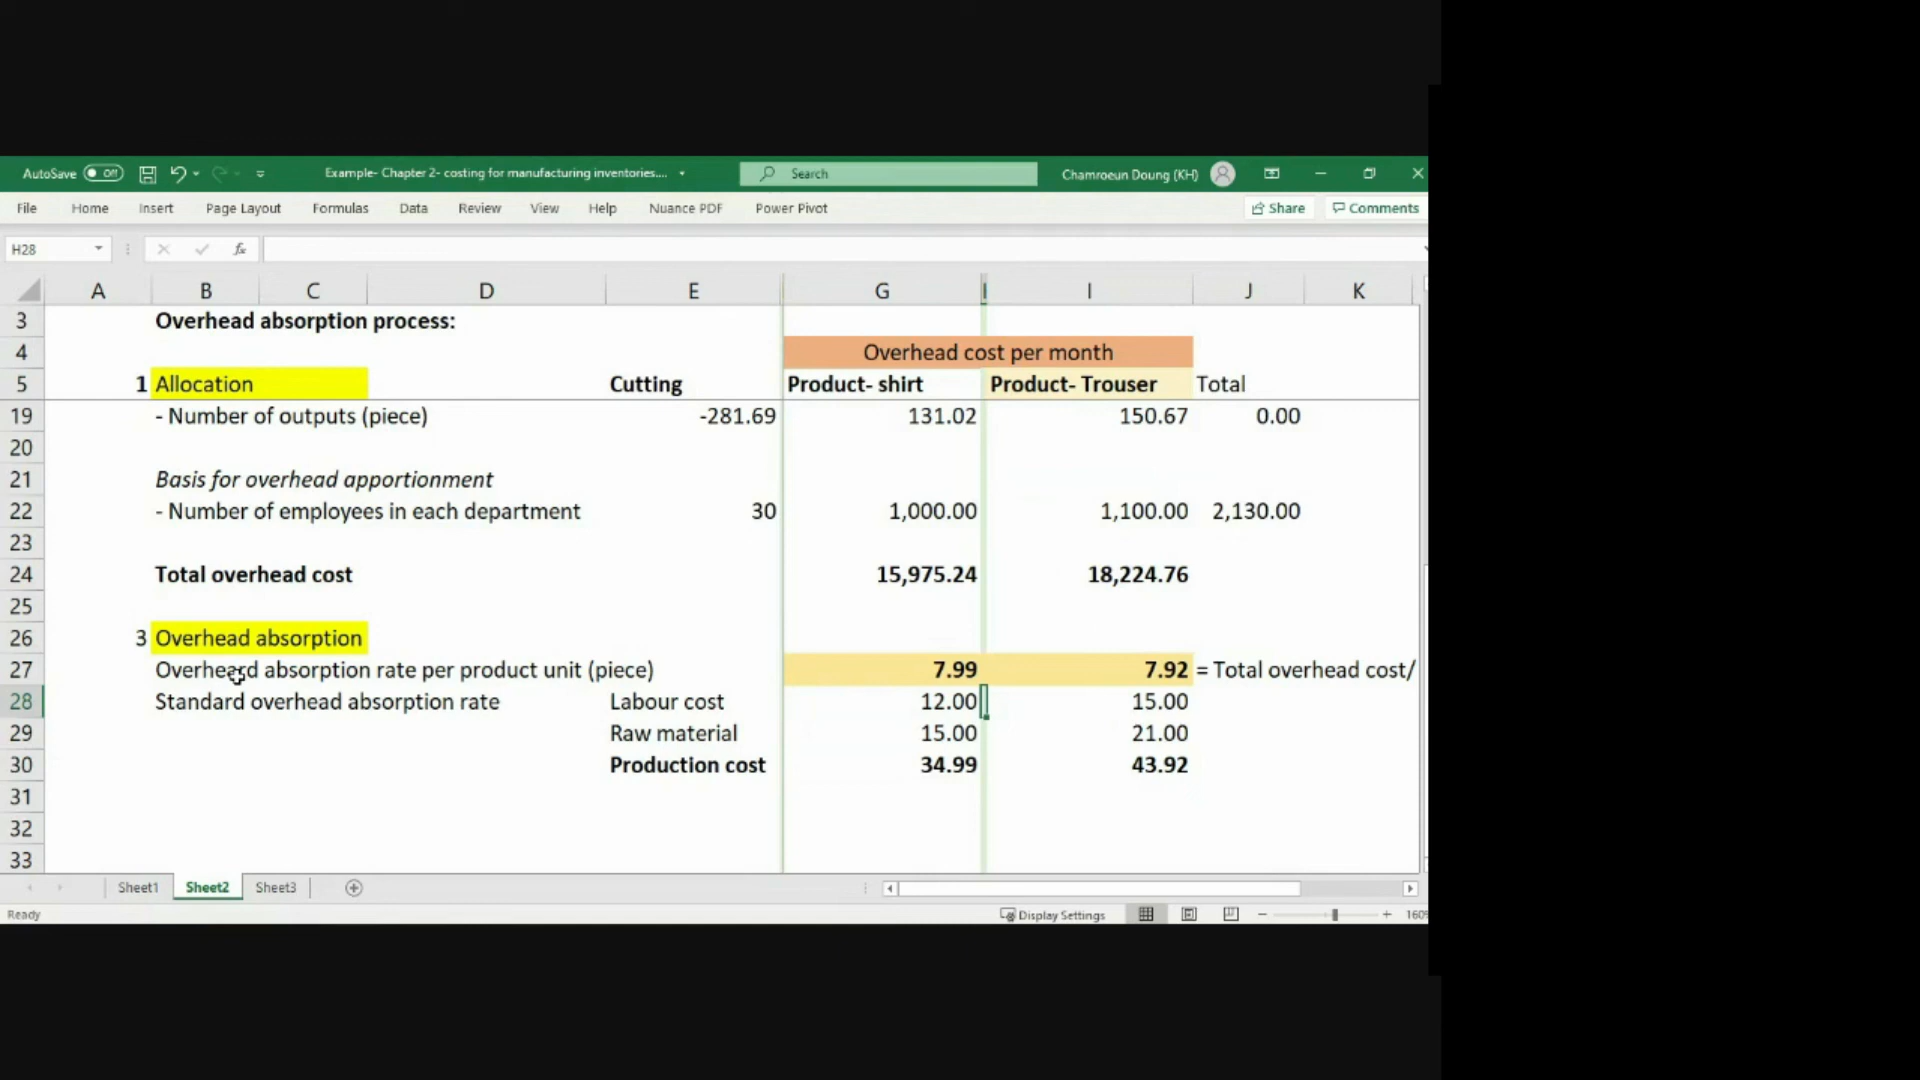 AutoSave Off Example- Chapter 2- costing for manufacturing inventories.... Search Chamroeun Doung (KH)
File Home Insert Page Layout Formulas Data Review View Help Nuance PDF Power Pivot Share Comments
H28 fx
A B C D E G I J K
3 Overhead absorption process:
4 Overhead cost per month
5 1 Allocation Cutting Product- shirt Product- Trouser Total
19 - Number of outputs (piece) -281.69 131.02 150.67 0.00
20
21 Basis for overhead apportionment
22 - Number of employees in each department 30 1,000.00 1,100.00 2,130.00
23
24 Total overhead cost 15,975.24 18,224.76
25
26 3 Overhead absorption
27 Overhead absorption rate per product unit (piece) 7.99 7.92 = Total overhead cost/
28 Standard overhead absorption rate Labour cost 12.00 15.00
29 Raw material 15.00 21.00
30 Production cost 34.99 43.92
31
32
33
Sheet1 Sheet2 Sheet3
Ready Display Settings 160%